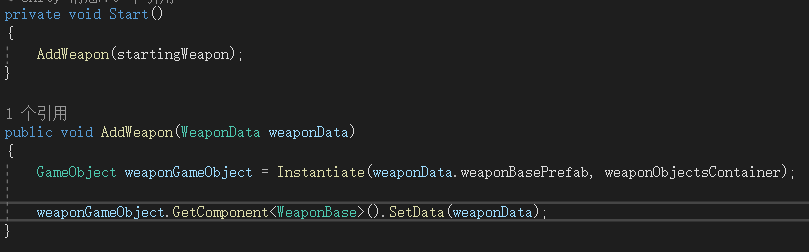 private void Start()
{
AddWeapon(startingWeapon);
}
1 个引用
public void AddWeapon(WeaponData weaponData)
{
GameObject weaponGameObject = Instantiate(weaponData.weaponBasePrefab, weaponObjectsContainer);
weaponGameObject.GetComponent<WeaponBase>().SetData(weaponData);
}